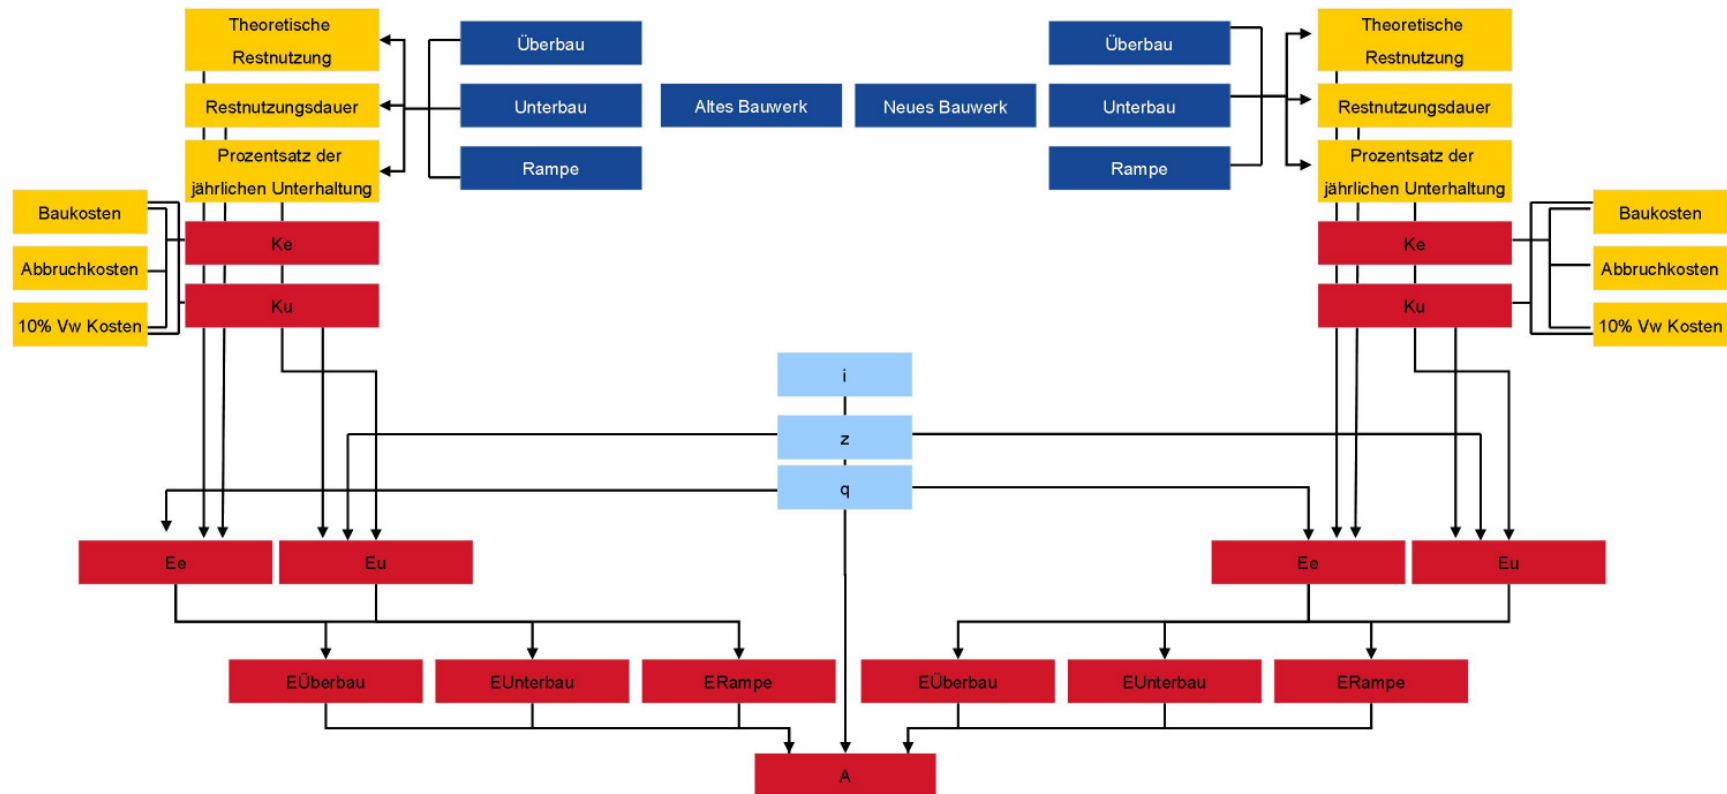 Theoretische
Restnutzung
Überbau
Überbau
Theoretische
Restnutzung
Restnutzungsdauer
Unterbau
Altes Bauwerk
Neues Bauwerk
Unterbau
Restnutzungsdauer
Prozentsatz der
jährlichen Unterhaltung
Rampe
Rampe
Prozentsatz der
jährlichen Unterhaltung
Baukosten
Ke
Ke
Baukosten
Abbruchkosten
Ku
Ku
Abbruchkosten
10% Vw Kosten
10% Vw Kosten
i
z
q
Ee
Eu
Ee
Eu
EÜberbau
EUnterbau
ERampe
EÜberbau
EUnterbau
ERampe
A